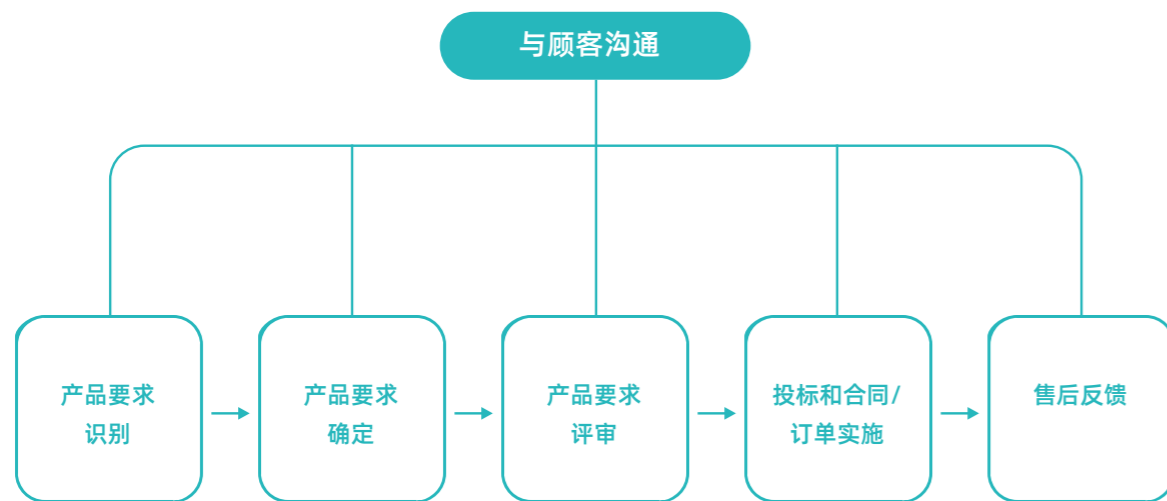 与顾客沟通
产品要求
识别
产品要求
确定
产品要求
评审
投标和合同/
订单实施
售后反馈